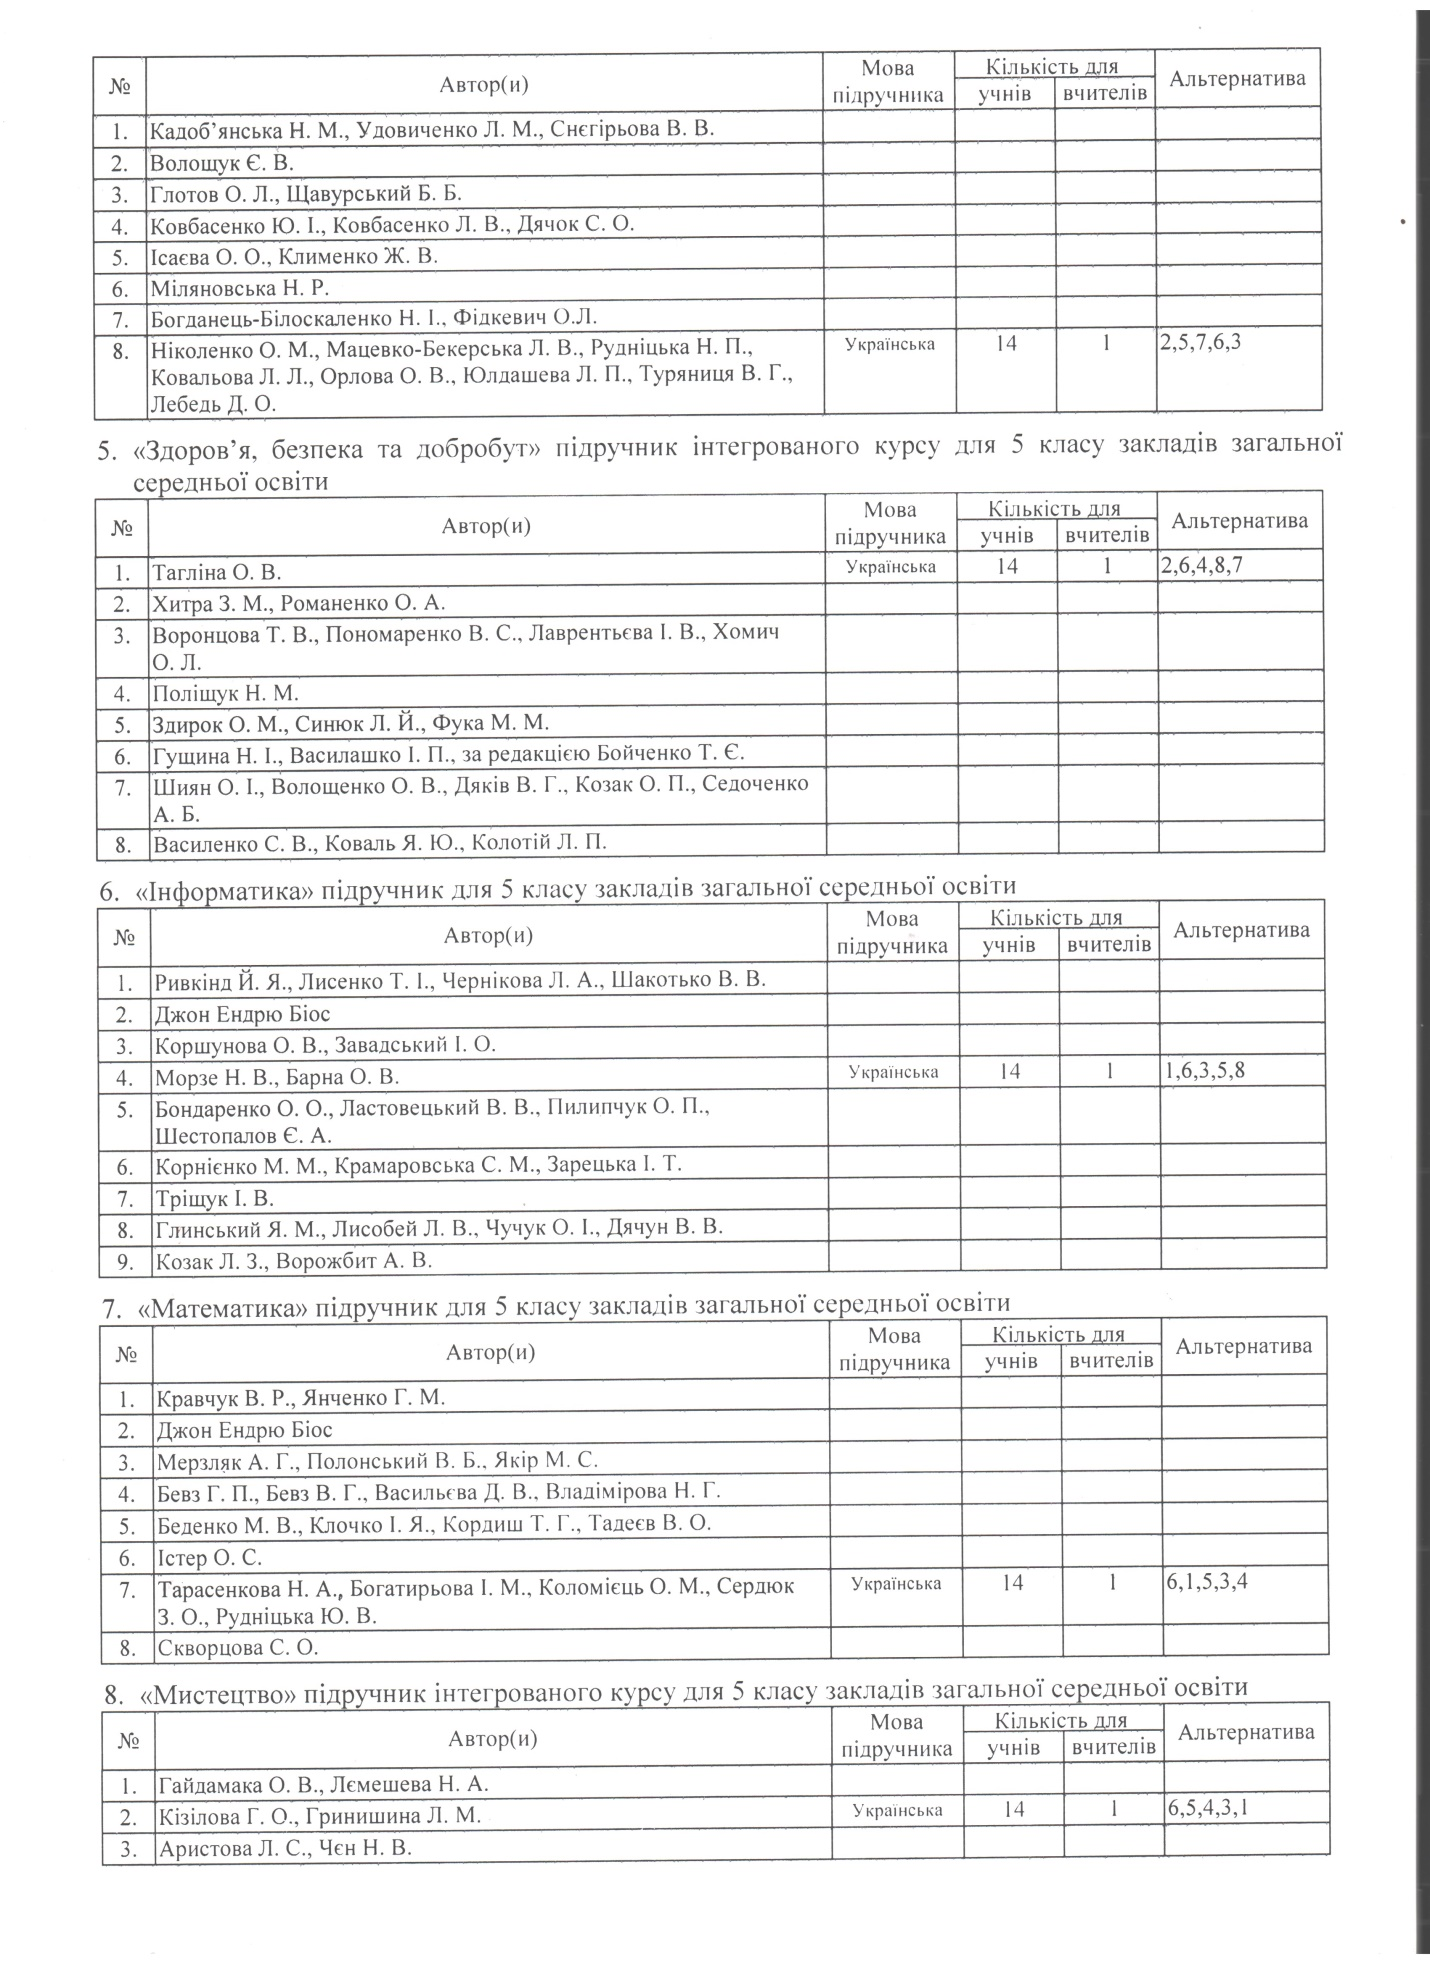 № Автор(и) Мова підручника Кількість для учнів вчителів Альтернатива
1. Кадоб’янська Н. М., Удовиченко Л. М., Снєгірьова В. В.
2. Волощук Є. В.
3. Глотов О. Л., Щавурський Б. Б.
4. Ковбасенко Ю. І., Ковбасенко Л. В., Дячок С. О.
5. Ісаєва О. О., Клименко Ж. В.
6. Міляновська Н. Р.
7. Богданець-Білоскаленко Н. І., Фідкевич О.Л.
8. Ніколенко О. М., Мацевко-Бекерська Л. В., Рудніцька Н. П., Українська 14 1 2,5,7,6,3
Ковальова Л. Л., Орлова О. В., Юлдашева Л. П., Туряниця В. Г.,
Лебедь Д. О.
5. «Здоров’я, безпека та добробут» підручник інтегрованого курсу для 5 класу закладів загальної
середньої освіти
№ Автор(и) Мова підручника Кількість для учнів вчителів Альтернатива
1. Тагліна О. В. Українська 14 1 2,6,4,8,7
2. Хитра З. М., Романенко О. А.
3. Воронцова Т. В., Пономаренко В. С., Лаврентьєва І. В., Хомич
О. Л.
4. Поліщук Н. М.
5. Здирок О. М., Синюк Л. Й., Фука М. М.
6. Гущина Н. І., Василашко І. П., за редакцією Бойченко Т. Є.
7. Шиян О. І., Волощенко О. В., Дяків В. Г., Козак О. П., Седоченко
А. Б.
8. Василенко С. В., Коваль Я. Ю., Колотій Л. П.
6. «Інформатика» підручник для 5 класу закладів загальної середньої освіти
№ Автор(и) Мова підручника Кількість для учнів вчителів Альтернатива
1. Ривкінд Й. Я., Лисенко Т. І., Чернікова Л. А., Шакотько В. В.
2. Джон Ендрю Біос
3. Коршунова О. В., Завадський І. О.
4. Морзе Н. В., Барна О. В. Українська 14 1 1,6,3,5,8
5. Бондаренко О. О., Ластовецький В. В., Пилипчук О. П.,
Шестопалов Є. А.
6. Корнієнко М. М., Крамаровська С. М., Зарецька І. Т.
7. Тріщук І. В.
8. Глинський Я. М., Лисобей Л. В., Чучук О. І., Дячун В. В.
9. Козак Л. З., Ворожбит А. В.
7. «Математика» підручник для 5 класу закладів загальної середньої освіти
№ Автор(и) Мова підручника Кількість для учнів вчителів Альтернатива
1. Кравчук В. Р., Янченко Г. М.
2. Джон Ендрю Біос
3. Мерзляк А. Г., Полонський В. Б., Якір М. С.
4. Бевз Г. П., Бевз В. Г., Васильєва Д. В., Владімірова Н. Г.
5. Беденко М. В., Клочко І. Я., Кордиш Т. Г., Тадеєв В. О.
6. Істер О. С.
7. Тарасенкова Н. А., Богатирьова І. М., Коломієць О. М., Сердюк Українська 14 1 6,1,5,3,4
З. О., Рудніцька Ю. В.
8. Скворцова С. О.
8. «Мистецтво» підручник інтегрованого курсу для 5 класу закладів загальної середньої освіти
№ Автор(и) Мова підручника Кількість для учнів вчителів Альтернатива
1. Гайдамака О. В., Лємешева Н. А.
2. Кізілова Г. О., Гринишина Л. М. Українська 14 1 6,5,4,3,1
3. Аристова Л. С., Чєн Н. В.